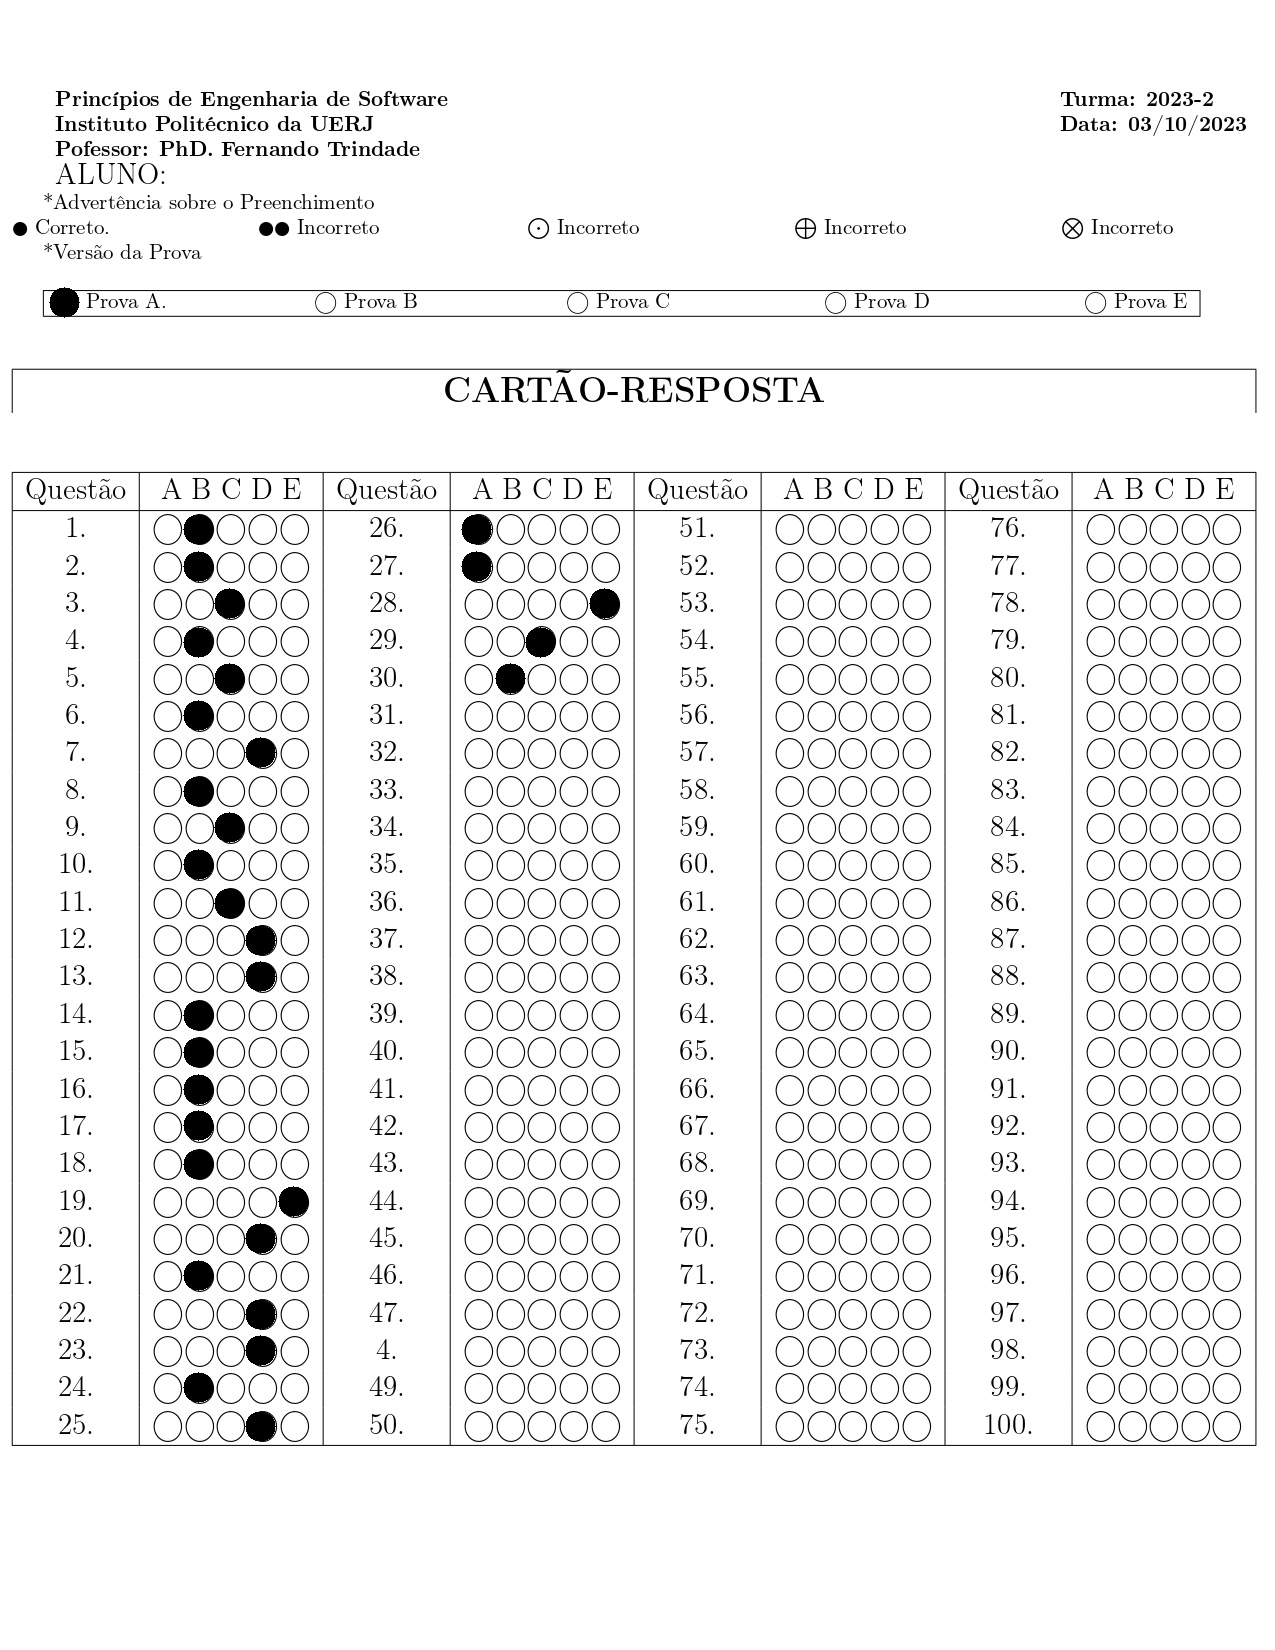 Princípios de Engenharia de Software Turma: 2023-2
Instituto Politécnico da UERJ Data: 03/10/2023
Pofessor: PhD. Fernando Trindade
ALUNO:
*Advertência sobre o Preenchimento
Correto. Incorreto Incorreto Incorreto Incorreto
*Versão da Prova
Prova A. Prova B Prova C Prova D Prova E
CARTÃO-RESPOSTA
Questão A B C D E Questão A B C D E Questão A B C D E Questão A B C D E
1. 26. 51. 76.
2. 27. 52. 77.
3. 28. 53. 78.
4. 29. 54. 79.
5. 30. 55. 80.
6. 31. 56. 81.
7. 32. 57. 82.
8. 33. 58. 83.
9. 34. 59. 84.
10. 35. 60. 85.
11. 36. 61. 86.
12. 37. 62. 87.
13. 38. 63. 88.
14. 39. 64. 89.
15. 40. 65. 90.
16. 41. 66. 91.
17. 42. 67. 92.
18. 43. 68. 93.
19. 44. 69. 94.
20. 45. 70. 95.
21. 46. 71. 96.
22. 47. 72. 97.
23. 4. 73. 98.
24. 49. 74. 99.
25. 50. 75. 100.